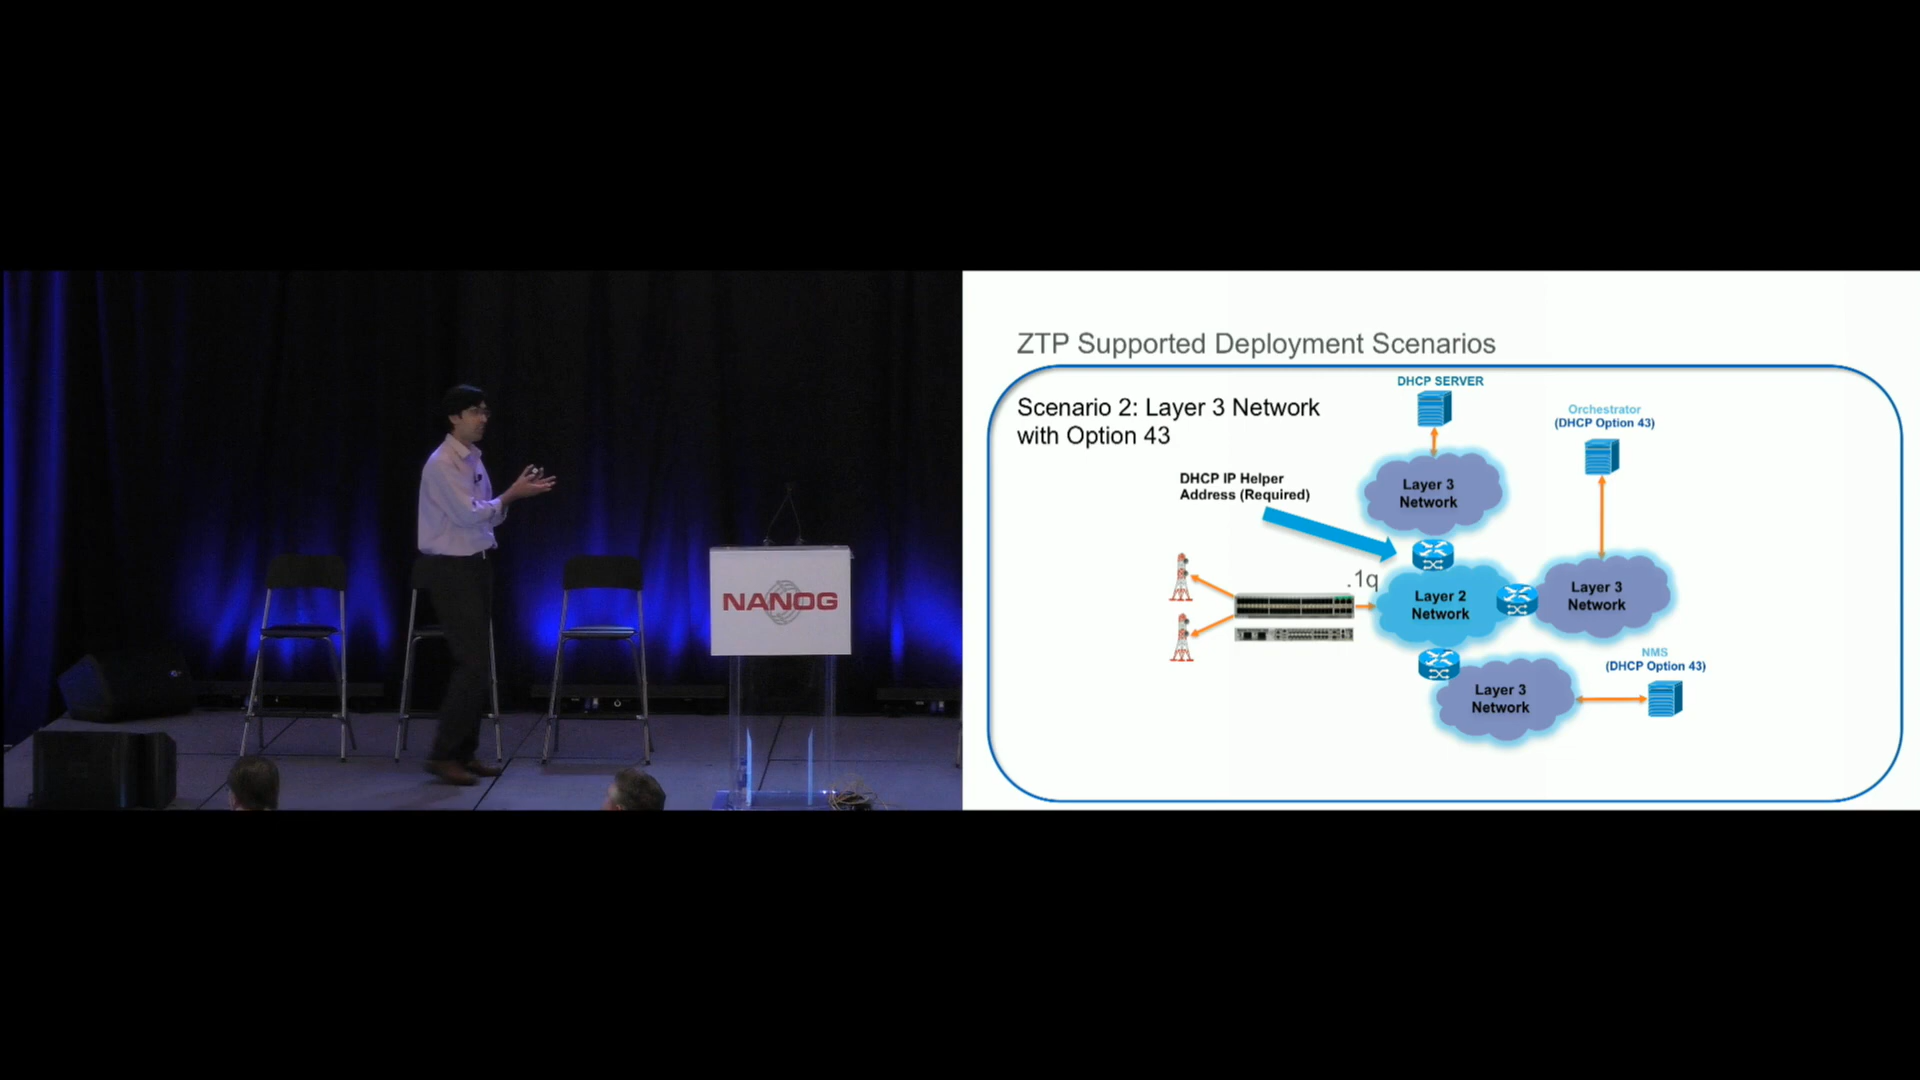 NANOG
ZTP Supported Deployment Scenarios
Scenario 2: Layer 3 Network
with Option 43
DHCP SERVER
Orchestrator
(DHCP Option 43)
DHCP IP Helper
Address (Required)
Layer 3
Network
.1q
Layer 2
Network
Layer 3
Network
NMS
(DHCP Option 43)
Layer 3
Network